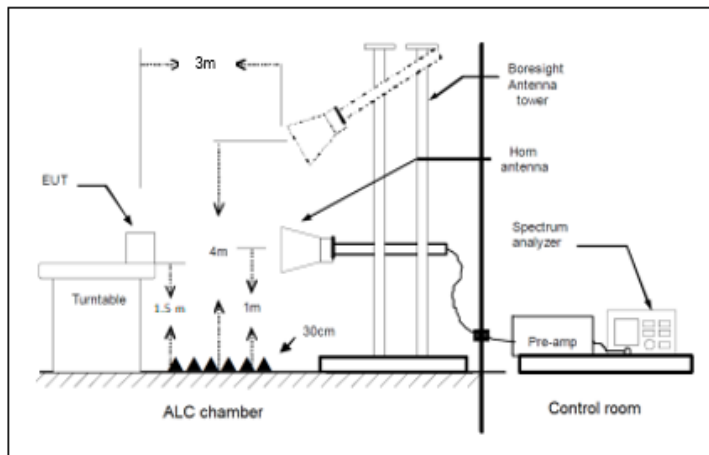 3m
Boresight
Antenna
tower
Horn
antenna
EUT
Spectrum
analyzer
4m
Turntable
1.5 m
1m
30cm
Pre-amp
ALC chamber
Control room